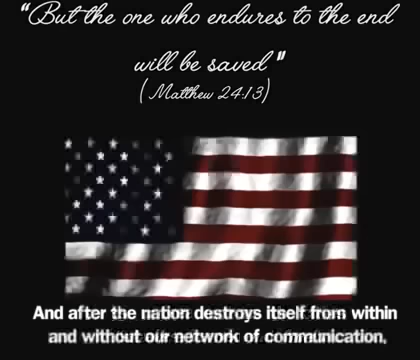 "But the one who endures to the end
will be saved"
(Matthew 24:13)
And after the nation destroys itself from within
and without our network of communication,